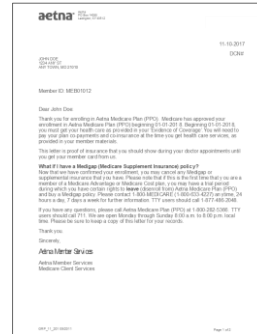 aetna
11-10-2017
DCN#
JOHN DOE
Member ID: MEB01012
Dear John Doe:
Thank you for enrolling in Aetna Medicare Plan (PPO). Medicare has approved your
enrollment in Aetna Medicare Plan (PPO) beginning 01-01-2018. Beginning 01-01-2018,
you must get your health care as provided in your "Evidence of Coverage". You will need to
pay your plan co-payments and co-insurance at the time you get health care services, as
provided in your member materials.
This letter is proof of insurance that you should show during your doctor appointments until
you get your member card from us.
What if I have a Medigap (Medicare Supplement Insurance) policy?
Now that we have confirmed your enrollment, you may cancel any Medigap or
supplemental insurance that you have. Please note that if this is the first time that you are a
member of a Medicare Advantage or Medicare Cost plan, you may have a trial period
during which you have certain rights to leave (disenroll from) Aetna Medicare Plan (PPO)
and buy a Medigap policy. Please contact 1-800-MEDICARE (1-800-633-4227) anytime, 24
hours a day, 7 days a week for further information. TTY users should call 1-877-486-2048.
If you have any questions, please call Aetna Medicare Plan (PPO) at 1-800-282-5366. TTY
users should call 711. We are open Monday through Sunday 8:00 a.m. to 8:00 p.m. local
time. Please be sure to keep a copy of this letter for your records.
Thank you.
Sincerely,
Aetna Member Services
Aetna Member Services
Medicare Client Services
Page 1 of